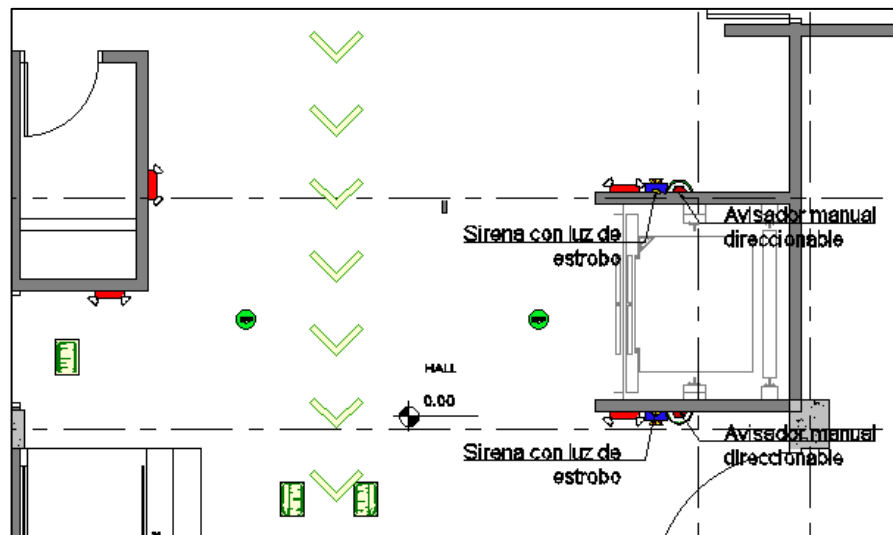 Avisador manual
direccionable
Sirena con luz de
estrobo
HALL
0.00
Avisador manual
direccionable
Sirena con luz de
estrobo